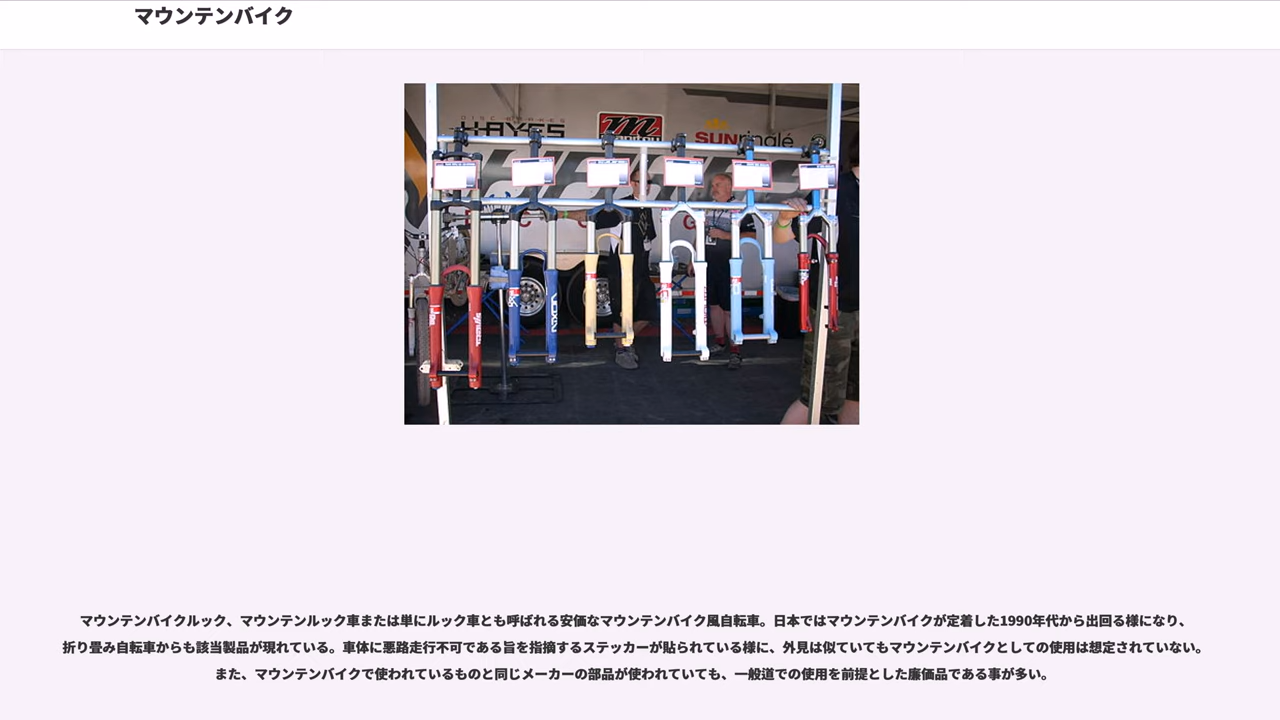 マウンテンバイク
DISC BRAKES
HAYES
m
manitou
SUNringlé
マウンテンバイクルック、マウンテンルック車または単にルック車とも呼ばれる安価なマウンテンバイク風自転車。日本ではマウンテンバイクが定着した1990年代から出回る様になり、
折り畳み自転車からも該当製品が現れている。車体に悪路走行不可である旨を指摘するステッカーが貼られている様に、外見は似ていてもマウンテンバイクとしての使用は想定されていない。
また、マウンテンバイクで使われているものと同じメーカーの部品が使われていても、一般道での使用を前提とした廉価品である事が多い。